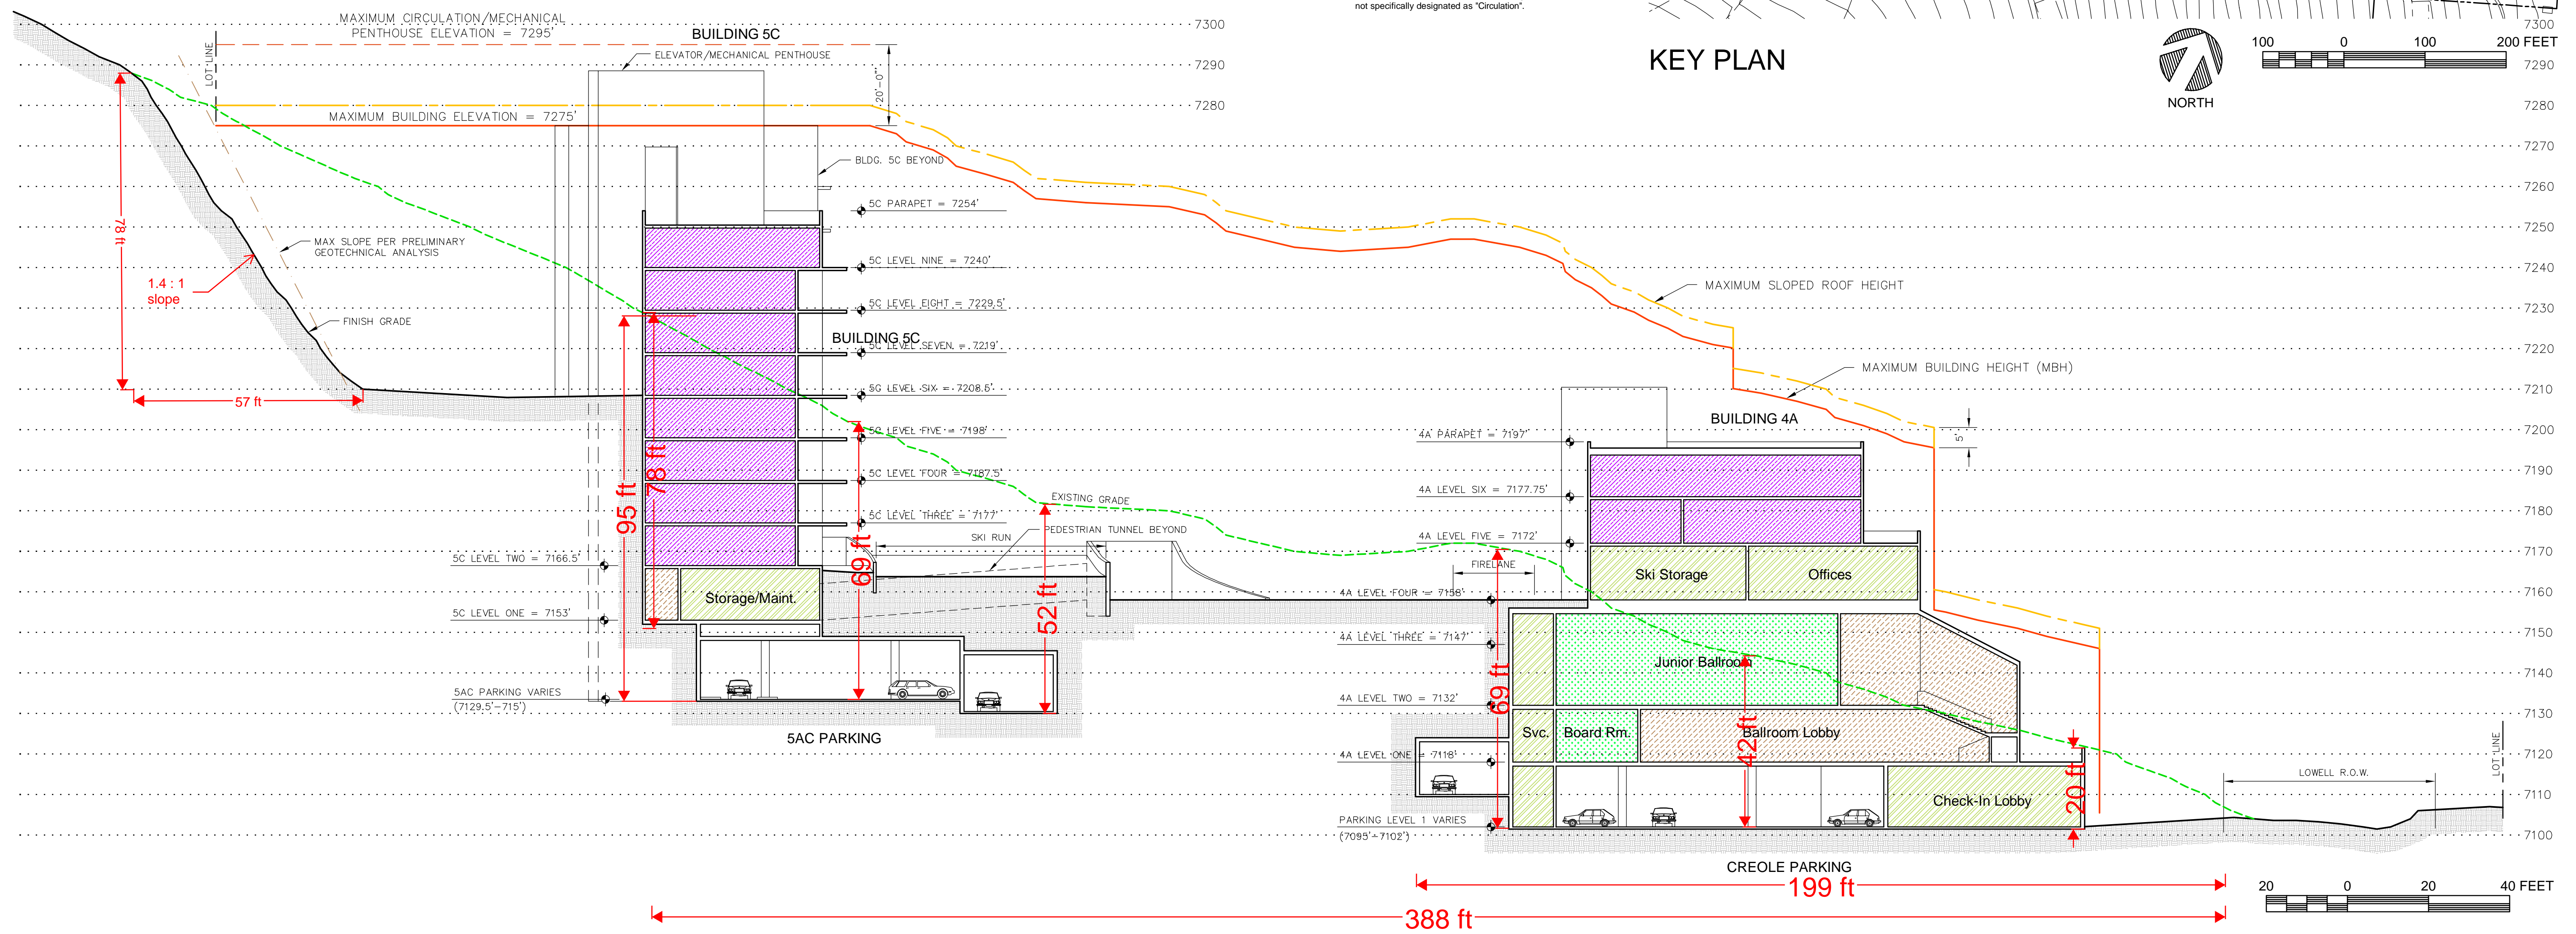 not specifically designated as "Circulation".
MAXIMUM CIRCULATION/MECHANICAL
PENTHOUSE ELEVATION = 7295'
BUILDING 5C
ELEVATOR/MECHANICAL PENTHOUSE
LOT LINE
20'-0"
7300
7290
7280
KEY PLAN
NORTH
100 0 100 200 FEET
7300
7290
7280
7270
7260
7250
7240
7230
7220
7210
7200
7190
7180
7170
7160
7150
7140
7130
7120
7110
7100
MAXIMUM BUILDING ELEVATION = 7275'
BLDG. 5C BEYOND
78 ft
MAX SLOPE PER PRELIMINARY
GEOTECHNICAL ANALYSIS
1.4 : 1
slope
FINISH GRADE
57 ft
5C PARAPET = 7254'
5C LEVEL NINE = 7240'
5C LEVEL EIGHT = 7229.5'
BUILDING 5C
5C LEVEL SEVEN = 7219'
5C LEVEL SIX = 7208.5'
5C LEVEL FIVE = 7198'
5C LEVEL FOUR = 7187.5'
5C LEVEL THREE = 7177'
5C LEVEL TWO = 7166.5'
5C LEVEL ONE = 7153'
5AC PARKING VARIES
(7129.5'-715')
95 ft
78 ft
69 ft
52 ft
Storage/Maint.
5AC PARKING
EXISTING GRADE
PEDESTRIAN TUNNEL BEYOND
SKI RUN
MAXIMUM SLOPED ROOF HEIGHT
MAXIMUM BUILDING HEIGHT (MBH)
BUILDING 4A
5'
4A PARAPET = 7197'
4A LEVEL SIX = 7177.75'
4A LEVEL FIVE = 7172'
FIRELANE
4A LEVEL FOUR = 7158'
4A LEVEL THREE = 7147'
4A LEVEL TWO = 7132'
4A LEVEL ONE = 7118'
PARKING LEVEL 1 VARIES
(7095'-7102')
Ski Storage
Offices
Junior Ballroom
Svc.
Board Rm.
Ballroom Lobby
Check-In Lobby
69 ft
42 ft
20 ft
LOWELL R.O.W.
LOT LINE
CREOLE PARKING
199 ft
388 ft
20 0 20 40 FEET